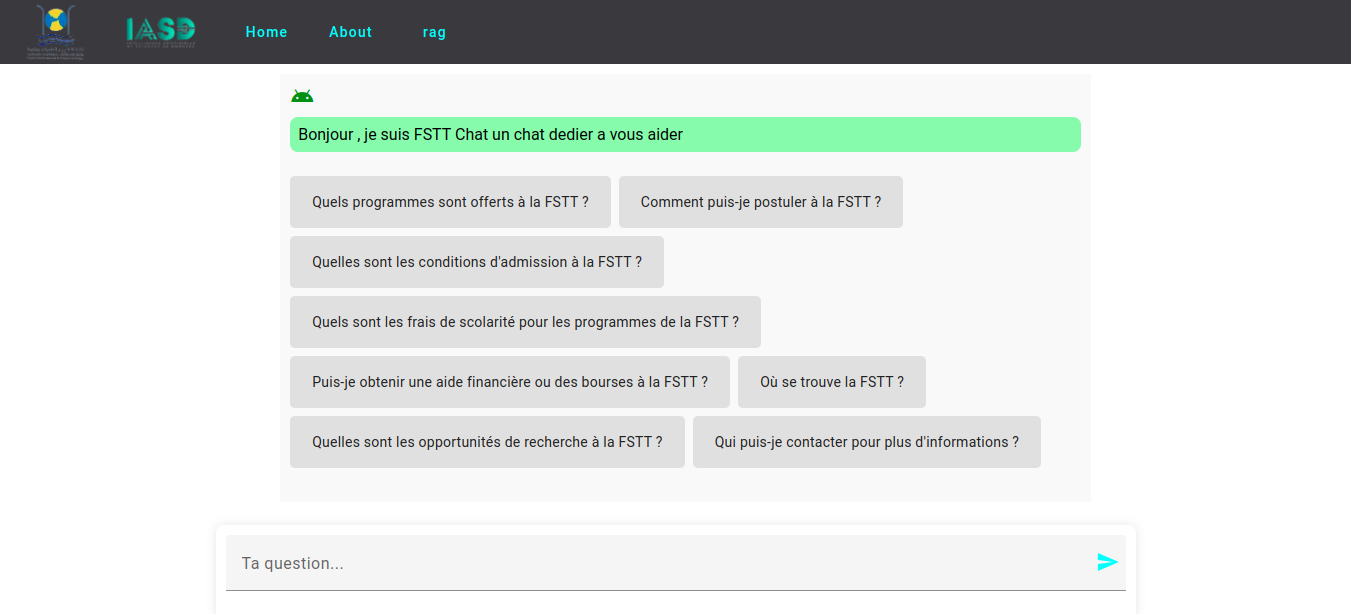 IASD
Home About rag
Bonjour , je suis FSTT Chat un chat dedier a vous aider
Quels programmes sont offerts à la FSTT ? Comment puis-je postuler à la FSTT ?
Quelles sont les conditions d'admission à la FSTT ?
Quels sont les frais de scolarité pour les programmes de la FSTT ?
Puis-je obtenir une aide financière ou des bourses à la FSTT ? Où se trouve la FSTT ?
Quelles sont les opportunités de recherche à la FSTT ? Qui puis-je contacter pour plus d'informations ?
Ta question...